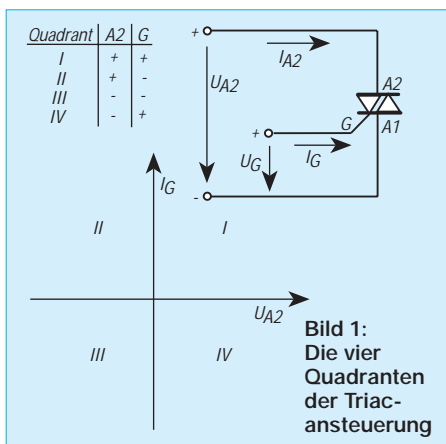 Quadrant A2 G
I + +
II + -
III - -
IV - +
+
I A2
U A2
A2
A1
G
+
U G
I G
-
I G
II
I
U A2
III
IV
Bild 1:
Die vier
Quadranten
der Triac-
ansteuerung